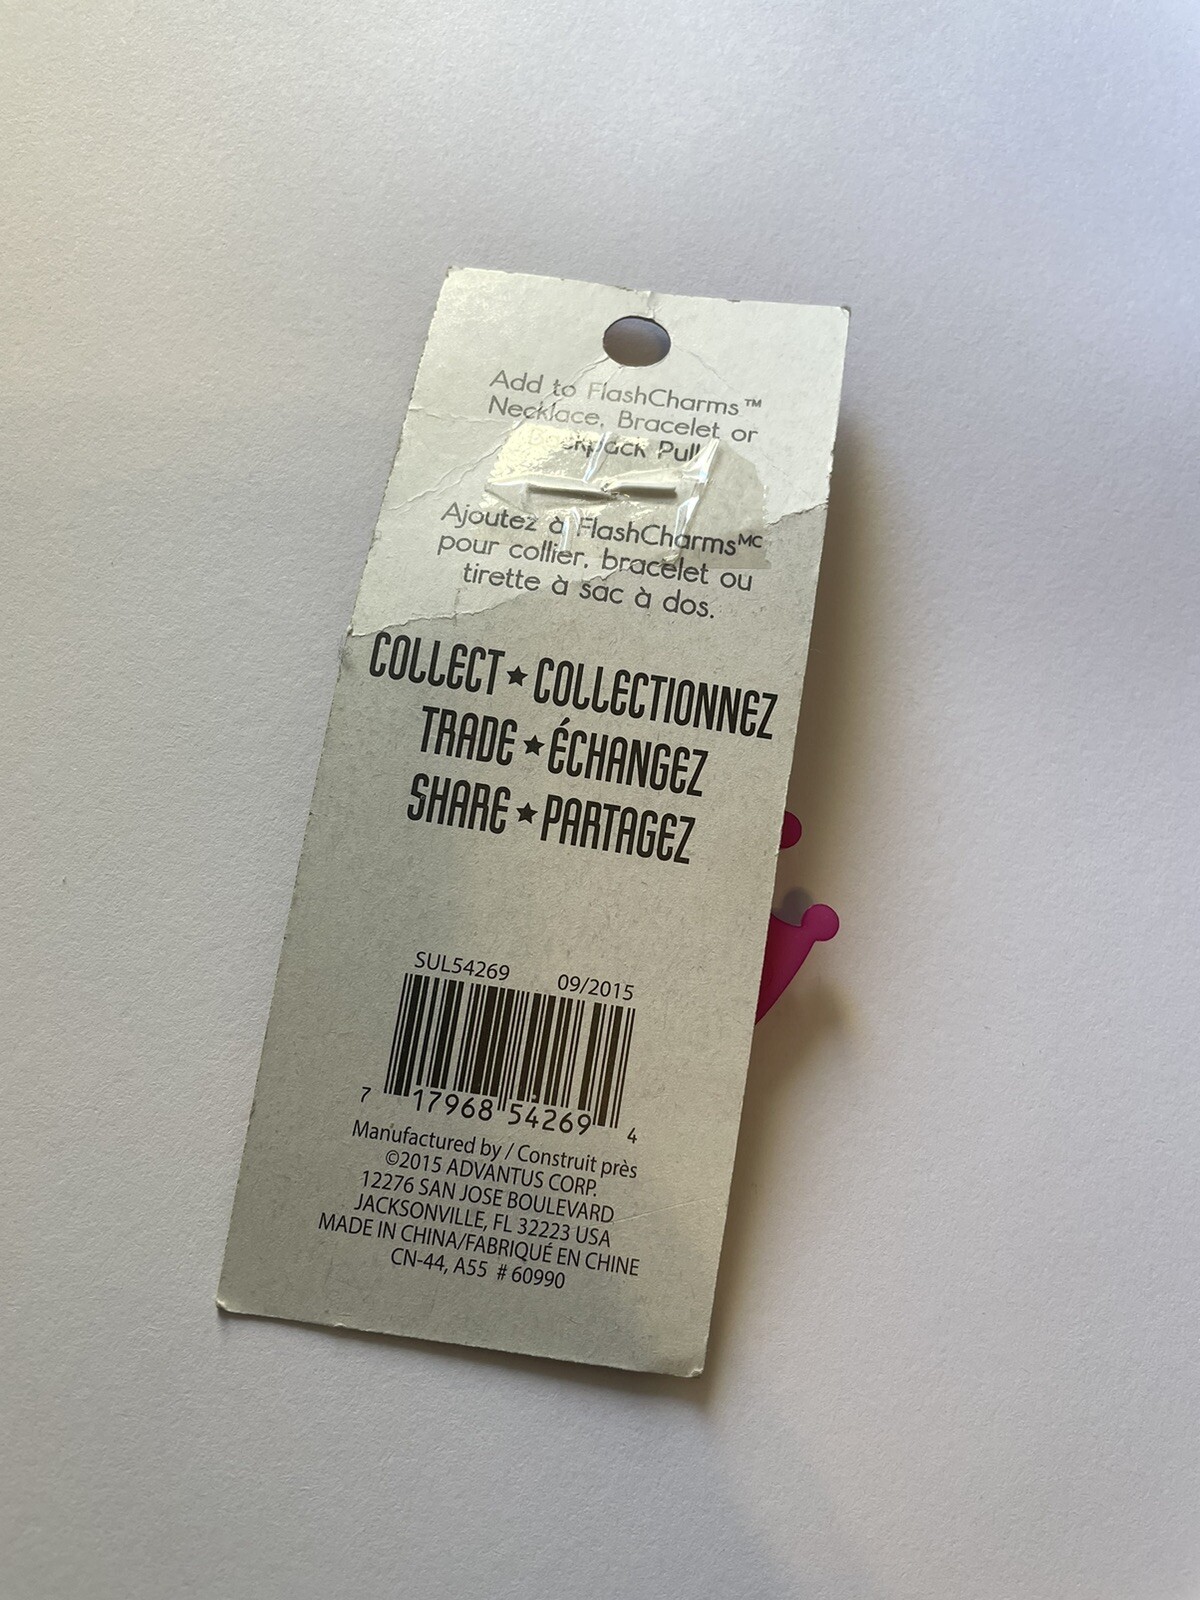 Add to FlashCharms™
Necklace, Bracelet or
Backpack Pull
Ajoutez à FlashCharmsᴹᶜ
pour collier, bracelet ou
tirette à sac à dos.
COLLECT ★ COLLECTIONNEZ
TRADE ★ ÉCHANGEZ
SHARE ★ PARTAGEZ
SUL54269 09/2015
7 17968 54269 4
Manufactured by / Construit près
©2015 ADVANTUS CORP.
12276 SAN JOSE BOULEVARD
JACKSONVILLE, FL 32223 USA
MADE IN CHINA/FABRIQUÉ EN CHINE
CN-44, A55 # 60990